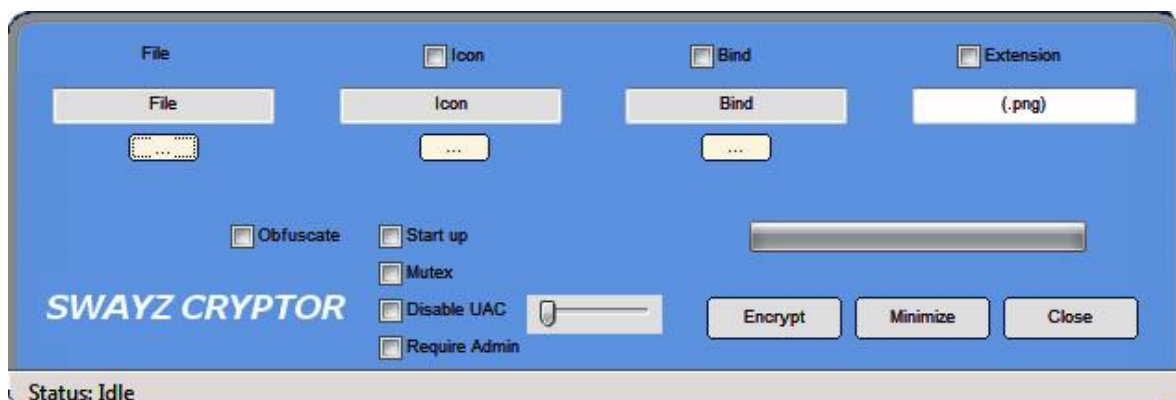 File Icon Bind Extension
File Icon Bind (.png)
... ... ...
Obfuscate Start up
Mutex
SWAYZ CRYPTOR Disable UAC Encrypt Minimize Close
Require Admin
Status: Idle